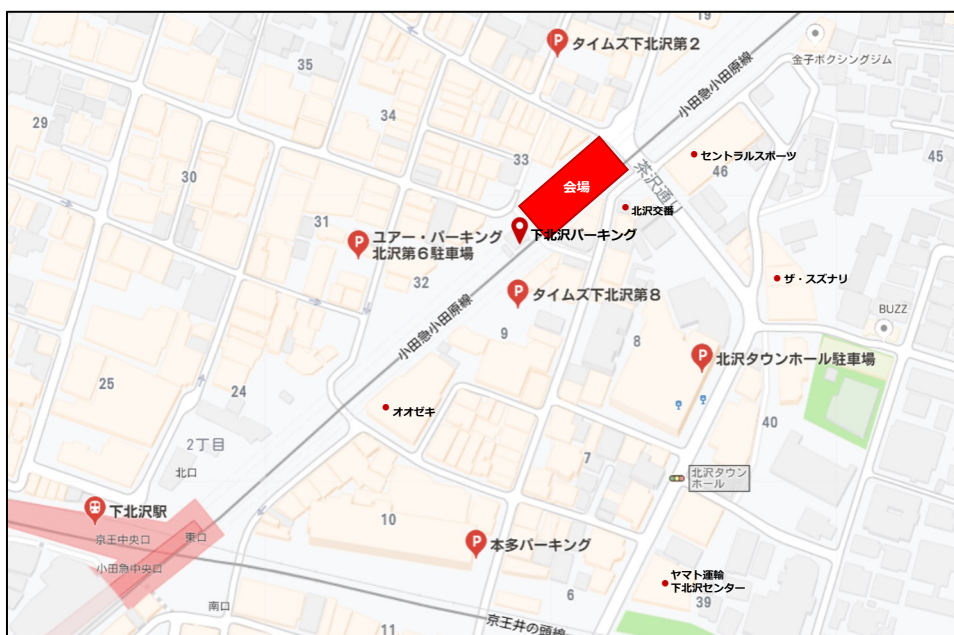 19
タイムズ下北沢第2
金子ボクシングジム
35
小田急小田原線
34
29
33
セントラルスポーツ
46
45
30
会場
茶沢通り
北沢交番
31
下北沢パーキング
ユアー・パーキング
北沢第6駐車場
32
ザ・スズナリ
タイムズ下北沢第8
BUZZ
小田急小田原線
9
8
北沢タウンホール駐車場
25
24
オオゼキ
40
2丁目
北口
7
北沢タウン
ホール
下北沢駅
10
東口
京王中央口
本多パーキング
小田急中央口
ヤマト運輸
下北沢センター
39
6
南口
京王井の頭線
11